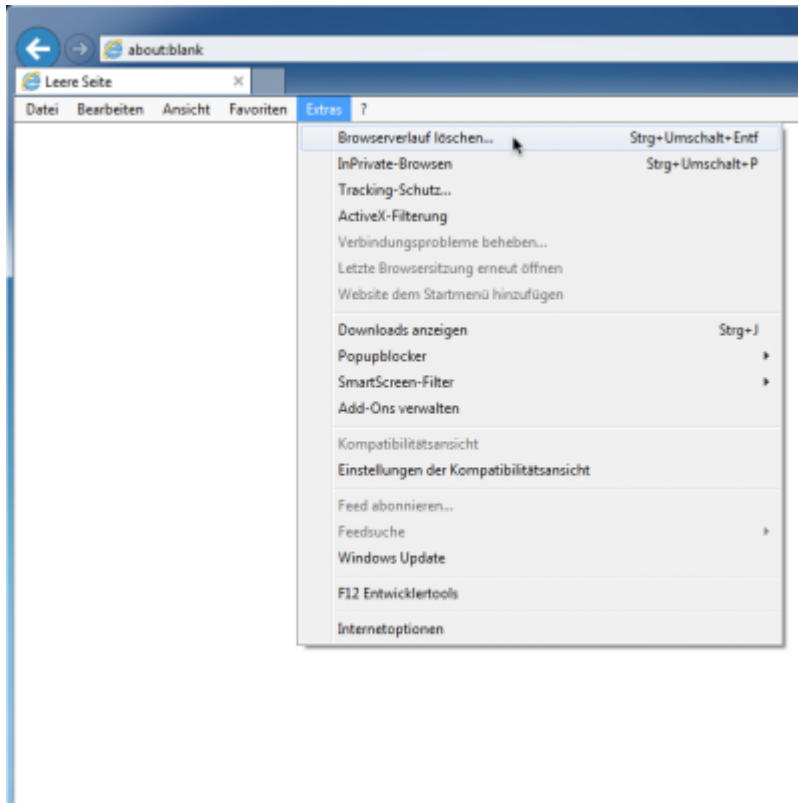 about:blank
Leere Seite
Datei Bearbeiten Ansicht Favoriten Extras ?
Browserverlauf löschen... Strg+Umschalt+Entf
InPrivate-Browsen Strg+Umschalt+P
Tracking-Schutz...
ActiveX-Filterung
Verbindungsprobleme beheben...
Letzte Browsersitzung erneut öffnen
Website dem Startmenü hinzufügen
Downloads anzeigen Strg+J
Popupblocker
SmartScreen-Filter
Add-Ons verwalten
Kompatibilitätsansicht
Einstellungen der Kompatibilitätsansicht
Feed abonnieren...
Feedsuche
Windows Update
F12 Entwicklertools
Internetoptionen